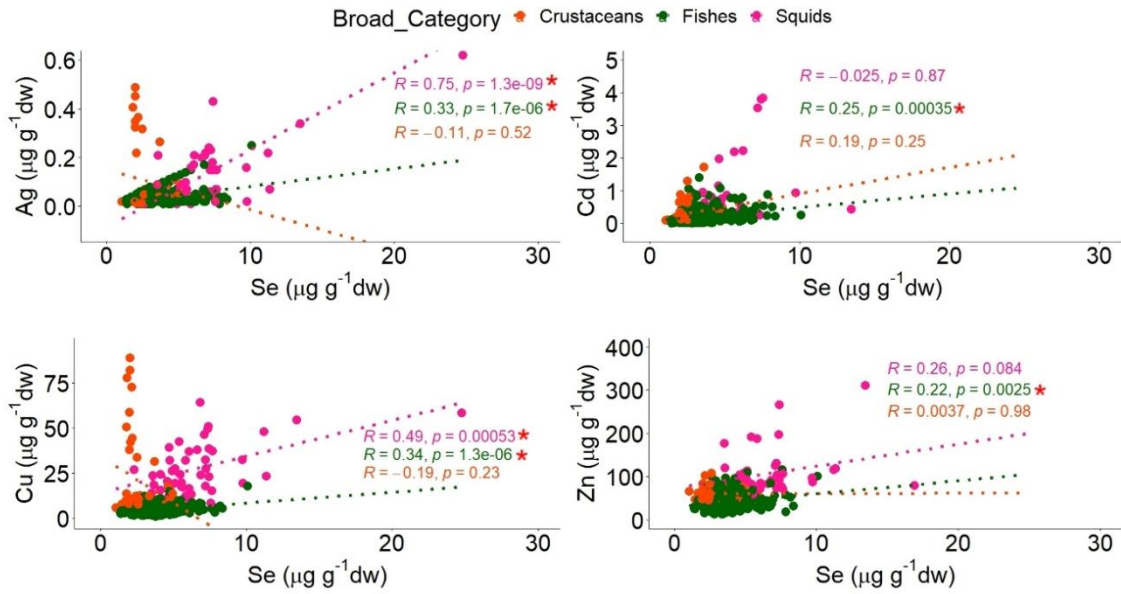 Broad_Category Crustaceans Fishes Squids
Ag (μg g⁻¹dw)
0.6
0.4
0.2
0.0
R = 0.75, p = 1.3e-09 *
R = 0.33, p = 1.7e-06 *
R = −0.11, p = 0.52
0 10 20 30
Se (μg g⁻¹dw)
Cd (μg g⁻¹dw)
5
4
3
2
1
0
R = −0.025, p = 0.87
R = 0.25, p = 0.00035 *
R = 0.19, p = 0.25
0 10 20 30
Se (μg g⁻¹dw)
Cu (μg g⁻¹dw)
75
50
25
0
R = 0.49, p = 0.00053 *
R = 0.34, p = 1.3e-06 *
R = −0.19, p = 0.23
0 10 20 30
Se (μg g⁻¹dw)
Zn (μg g⁻¹dw)
400
300
200
100
0
R = 0.26, p = 0.084
R = 0.22, p = 0.0025 *
R = 0.0037, p = 0.98
0 10 20 30
Se (μg g⁻¹dw)